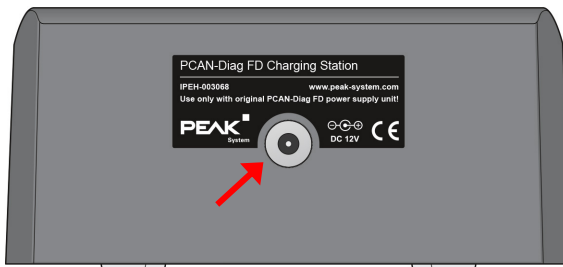 PCAN-Diag FD Charging Station
IPEH-003068 www.peak-system.com
Use only with original PCAN-Diag FD power supply unit!
PEAK
System
DC 12V
CE